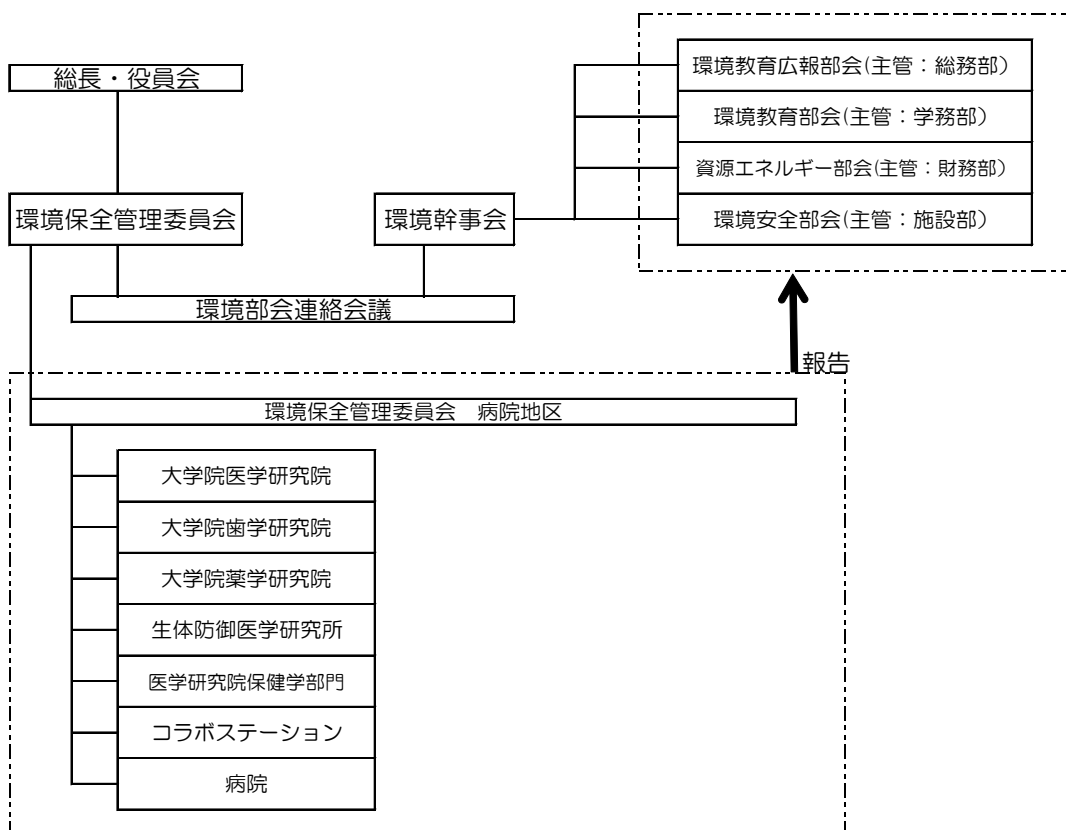 総長・役員会
環境保全管理委員会
環境幹事会
環境部会連絡会議
環境教育広報部会(主管：総務部）
環境教育部会(主管：学務部）
資源エネルギー部会(主管：財務部）
環境安全部会(主管：施設部）
報告
環境保全管理委員会　病院地区
大学院医学研究院
大学院歯学研究院
大学院薬学研究院
生体防御医学研究所
医学研究院保健学部門
コラボステーション
病院